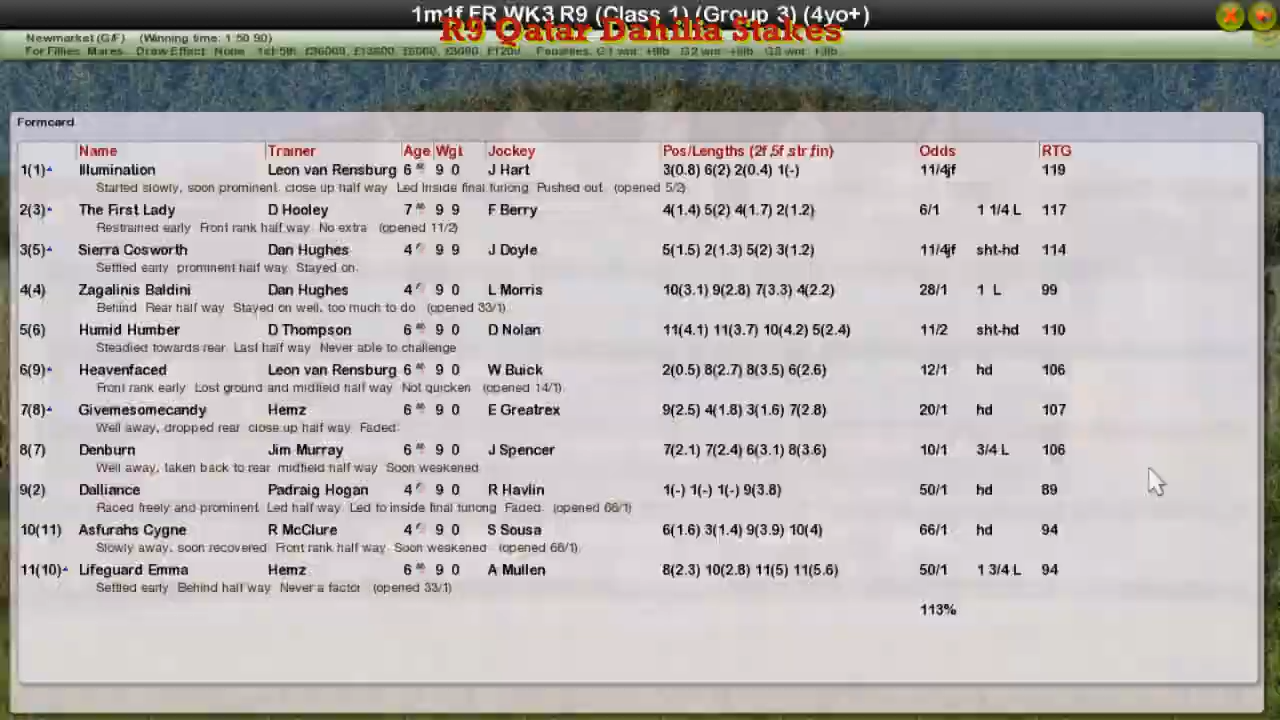 1m1f FR WK3 R9 (Class 1) (Group 3) (4yo+)
R9 Qatar Dahlia Stakes
Newmarket (G/F) (Winning time: 1 50 90)
For Fillies, Mares. Draw Effect: None 1st-5th: £36000, £13800, £6000, £3090, £1200 Penalties, G1 wnr: G2 wnr: G3 wnr:
Formcard
Name Trainer Age Wgt Jockey Pos/Lengths (2f,5f,str,fin) Odds RTG
1(1) Illumination Leon van Rensburg 6 9 0 J Hart 3(0.8) 6(2) 2(0.4) 1(-) 11/4jf 119
Started slowly, soon prominent close up half way Led Inside final furlong Pushed out (opened 5/2)
2(3) The First Lady D Hooley 7 9 9 F Berry 4(1.4) 5(2) 4(1.7) 2(1.2) 6/1 1 1/4 L 117
Restrained early Front rank half way No extra (opened 11/2)
3(5) Sierra Cosworth Dan Hughes 4 9 9 J Doyle 5(1.5) 2(1.3) 5(2) 3(1.2) 11/4jf sht-hd 114
Settled early prominent half way Stayed on
4(4) Zagalinis Baldini Dan Hughes 4 9 0 L Morris 10(3.1) 9(2.8) 7(3.3) 4(2.2) 28/1 1 L 99
Behind Rear half way Stayed on well, too much to do (opened 33/1)
5(6) Humid Humber D Thompson 6 9 0 D Nolan 11(4.1) 11(3.7) 10(4.2) 5(2.4) 11/2 sht-hd 110
Steadied towards rear Last half way Never able to challenge
6(9) Heavenfaced Leon van Rensburg 6 9 0 W Buick 2(0.5) 8(2.7) 8(3.5) 6(2.6) 12/1 hd 106
Front rank early Lost ground and midfield half way Not quicken (opened 14/1)
7(8) Givemesomecandy Hemz 6 9 0 E Greatrex 9(2.5) 4(1.8) 3(1.6) 7(2.8) 20/1 hd 107
Well away, dropped rear close up half way Faded
8(7) Denburn Jim Murray 6 9 0 J Spencer 7(2.1) 7(2.4) 6(3.1) 8(3.6) 10/1 3/4 L 106
Well away, taken back to rear midfield half way Soon weakened
9(2) Dalliance Padraig Hogan 4 9 0 R Havlin 1(-) 1(-) 1(-) 9(3.8) 50/1 hd 89
Raced freely and prominent Led half way Led to inside final furlong Faded (opened 66/1)
10(11) Asfurahs Cygne R McClure 4 9 0 S Sousa 6(1.6) 3(1.4) 9(3.9) 10(4) 66/1 hd 94
Slowly away, soon recovered Front rank half way Soon weakened (opened 66/1)
11(10) Lifeguard Emma Hemz 6 9 0 A Mullen 8(2.3) 10(2.8) 11(5) 11(5.6) 50/1 1 3/4 L 94
Settled early Behind half way Never a factor (opened 33/1)
113%